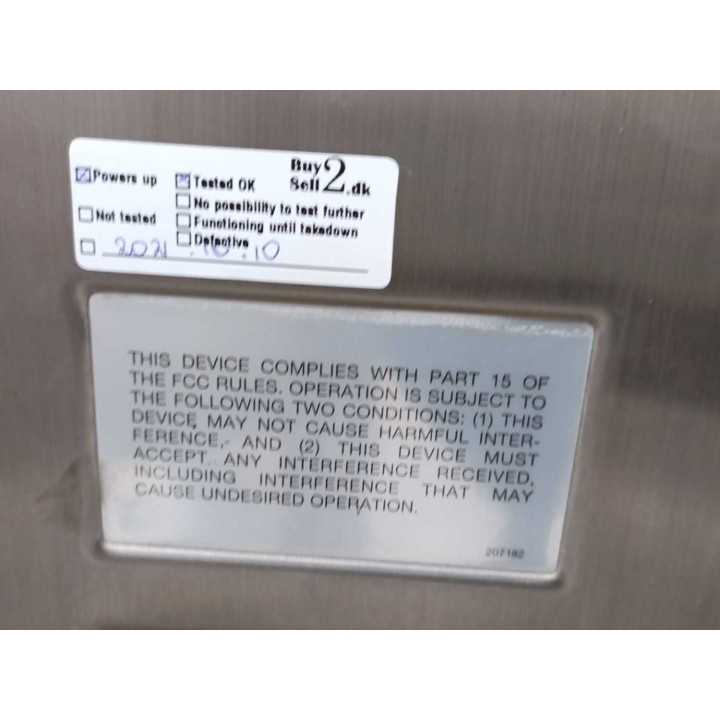 Buy 2 Sell .dk
Powers up
Tested OK
No possibility to test further
Not tested
Functioning until takedown
Defective
2021.10.10
THIS DEVICE COMPLIES WITH PART 15 OF
THE FCC RULES. OPERATION IS SUBJECT TO
THE FOLLOWING TWO CONDITIONS: (1) THIS
DEVICE MAY NOT CAUSE HARMFUL INTER-
FERENCE, AND (2) THIS DEVICE MUST
ACCEPT ANY INTERFERENCE RECEIVED,
INCLUDING INTERFERENCE THAT MAY
CAUSE UNDESIRED OPERATION.
207182